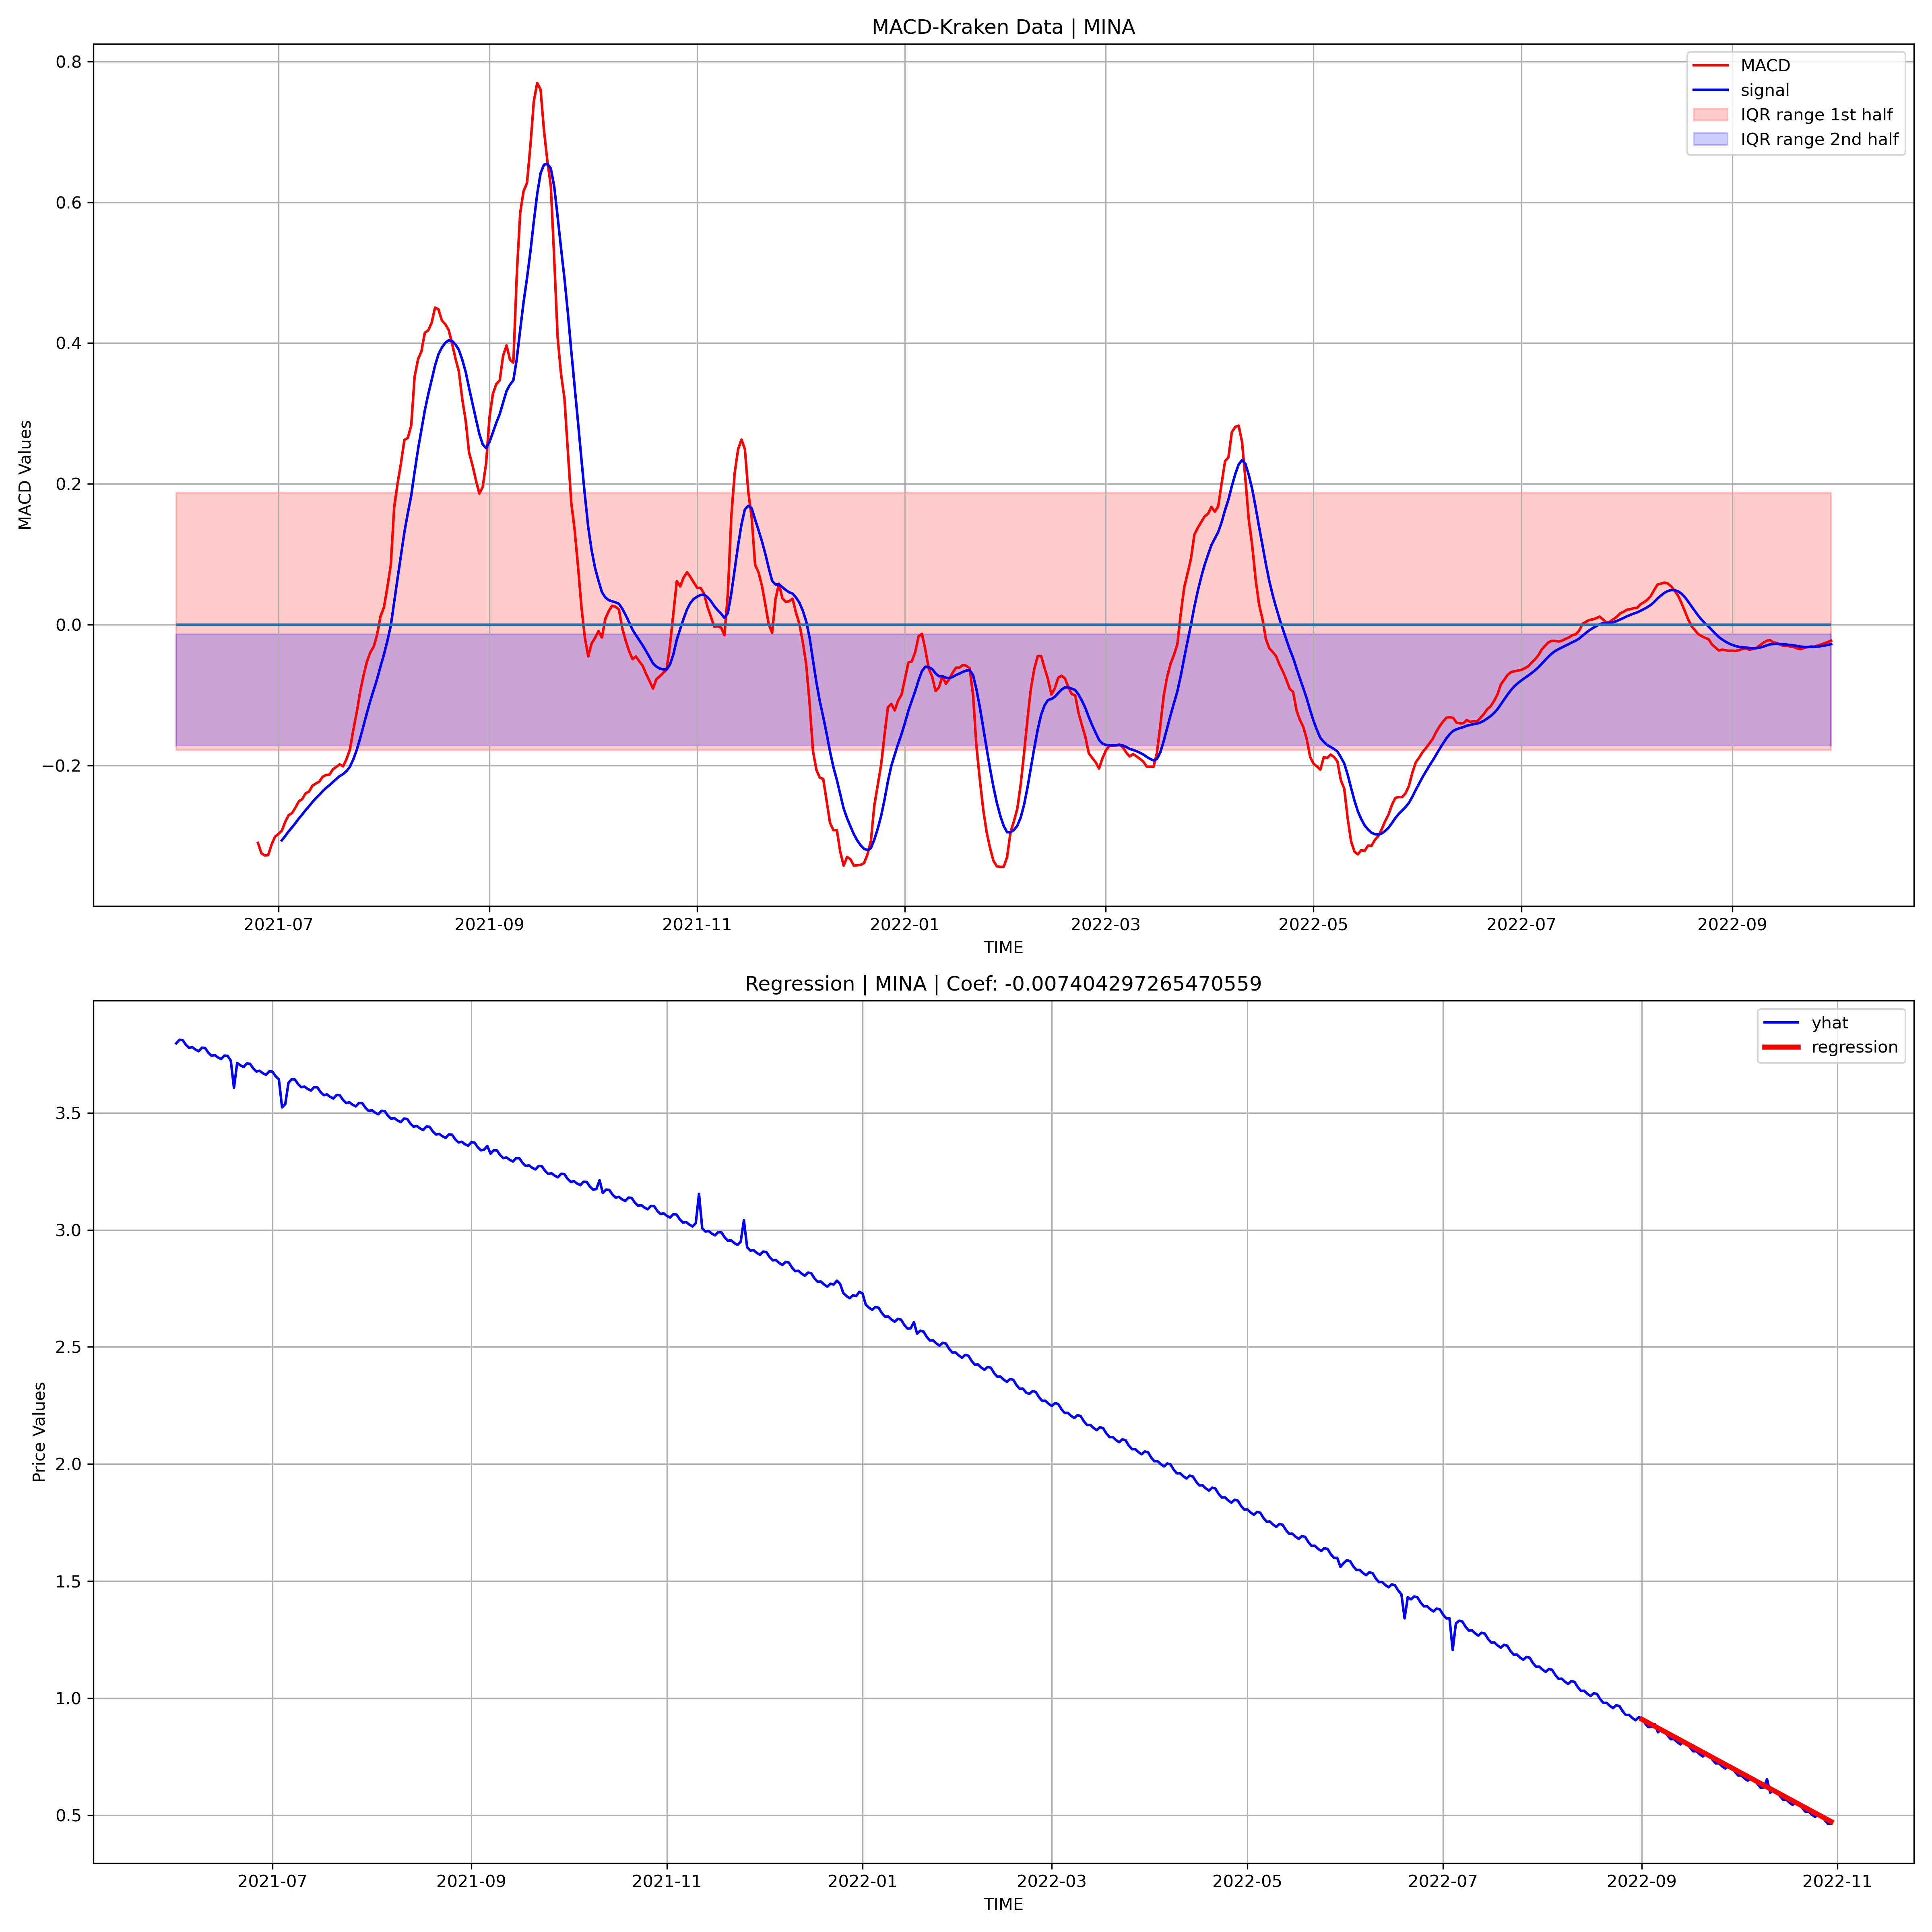 MACD-Kraken Data | MINA
MACD Values
0.8
0.6
0.4
0.2
0.0
−0.2
MACD
signal
IQR range 1st half
IQR range 2nd half
2021-07 2021-09 2021-11 2022-01 2022-03 2022-05 2022-07 2022-09
TIME
Regression | MINA | Coef: -0.007404297265470559
Price Values
3.5
3.0
2.5
2.0
1.5
1.0
0.5
yhat
regression
2021-07 2021-09 2021-11 2022-01 2022-03 2022-05 2022-07 2022-09 2022-11
TIME